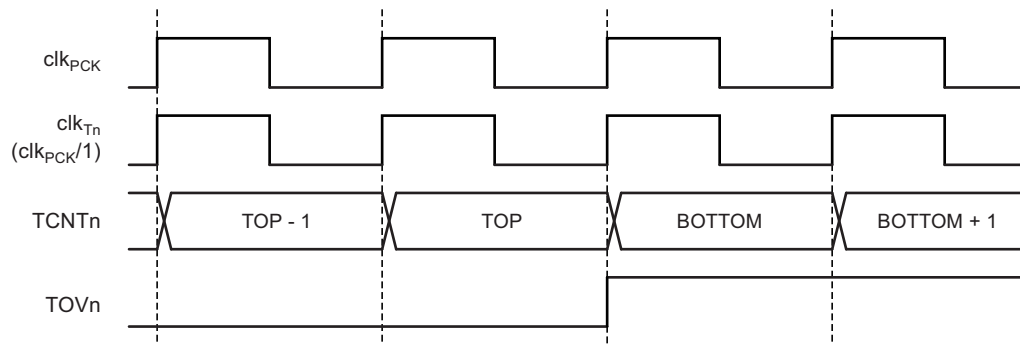 clkPCK
clkTn
(clkPCK/1)
TCNTn
TOP - 1
TOP
BOTTOM
BOTTOM + 1
TOVn